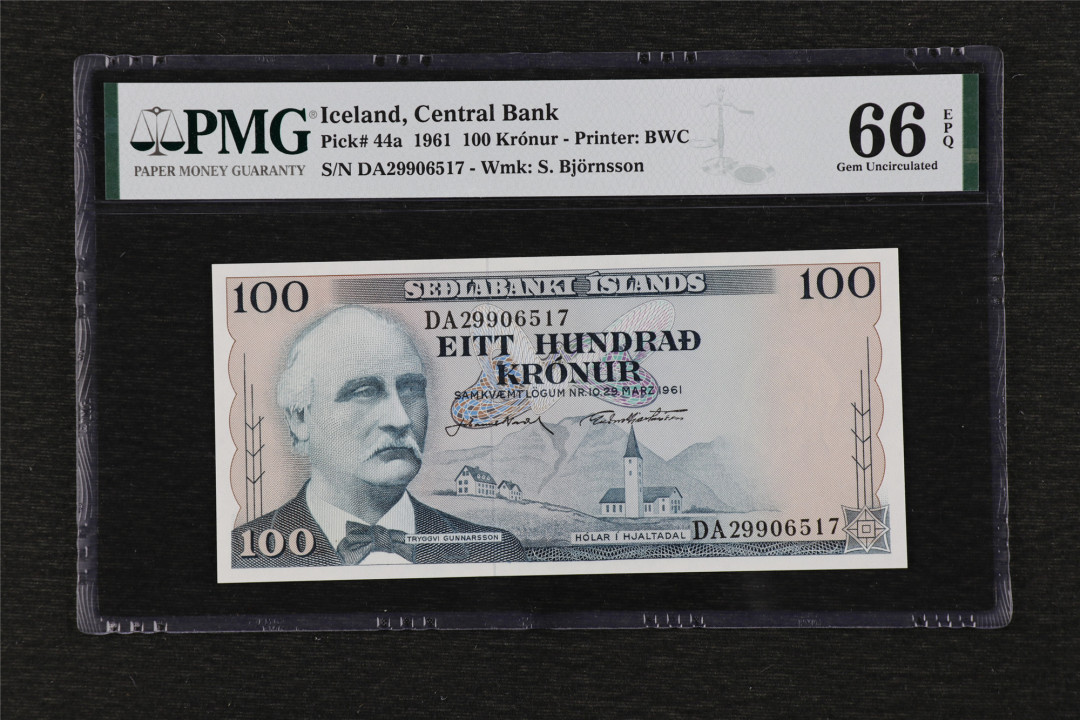 PMG®
PAPER MONEY GUARANTY
Iceland, Central Bank
Pick# 44a 1961 100 Krónur - Printer: BWC
S/N DA29906517 - Wmk: S. Björnsson
66 EPQ
Gem Uncirculated
100 SEÐLABANKI ÍSLANDS 100
DA29906517
EITT HUNDRAÐ
KRÓNUR
SAMKVÆMT LÖGUM NR. 10. 29. MARZ 1961
TRYGGVI GUNNARSSON
HÓLAR Í HJALTADAL
DA29906517
100